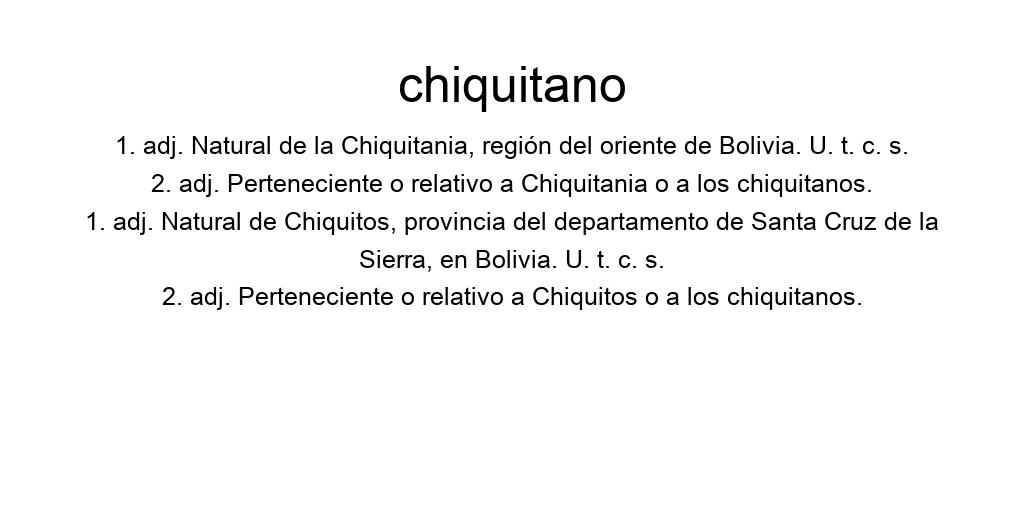 chiquitano
1. adj. Natural de la Chiquitania, región del oriente de Bolivia. U. t. c. s.
2. adj. Perteneciente o relativo a Chiquitania o a los chiquitanos.
1. adj. Natural de Chiquitos, provincia del departamento de Santa Cruz de la
Sierra, en Bolivia. U. t. c. s.
2. adj. Perteneciente o relativo a Chiquitos o a los chiquitanos.